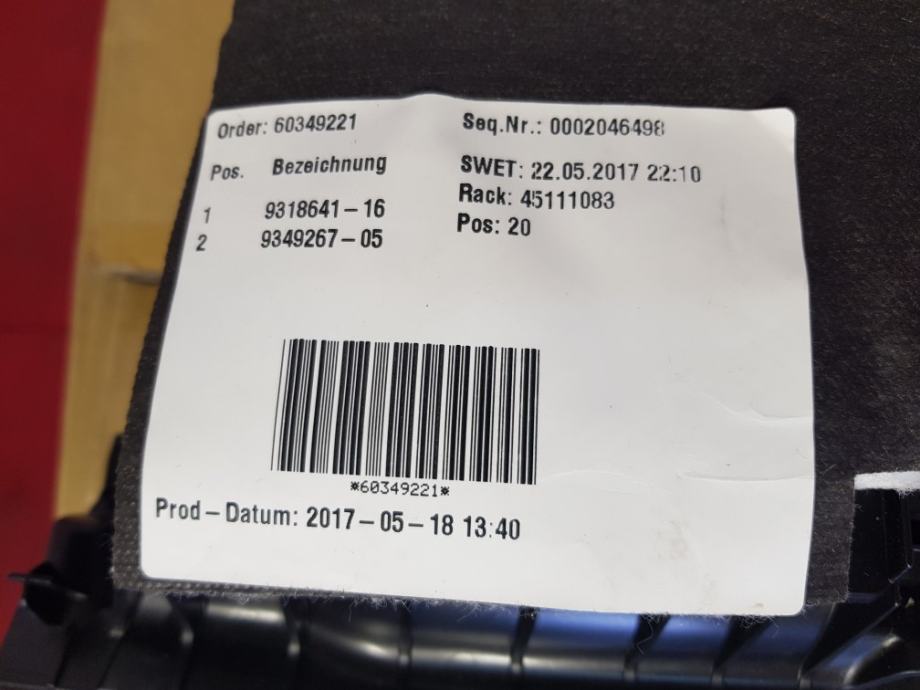 Order: 60349221
Seq.Nr.: 0002046498
Pos. Bezeichnung
SWET: 22.05.2017 22:10
1 9318641-16
Rack: 45111083
2 9349267-05
Pos: 20
*60349221*
Prod-Datum: 2017-05-18 13:40